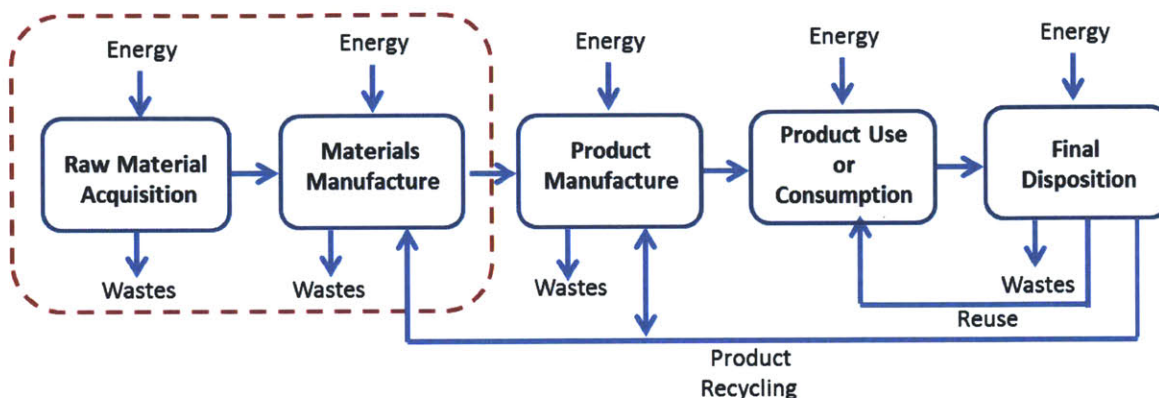 Energy
Energy
Energy
Energy
Energy
Raw Material
Acquisition
Materials
Manufacture
Product
Manufacture
Product Use
or
Consumption
Final
Disposition
Wastes
Wastes
Wastes
Wastes
Reuse
Product
Recycling